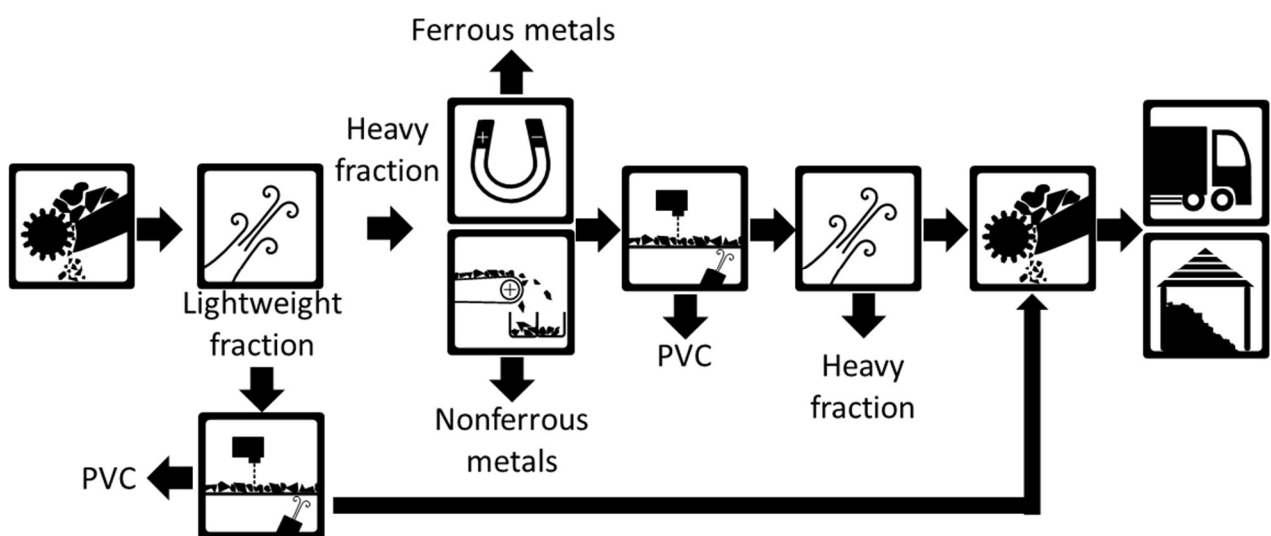 Ferrous metals
Heavy
fraction
Lightweight
fraction
PVC
Nonferrous
metals
PVC
Heavy
fraction